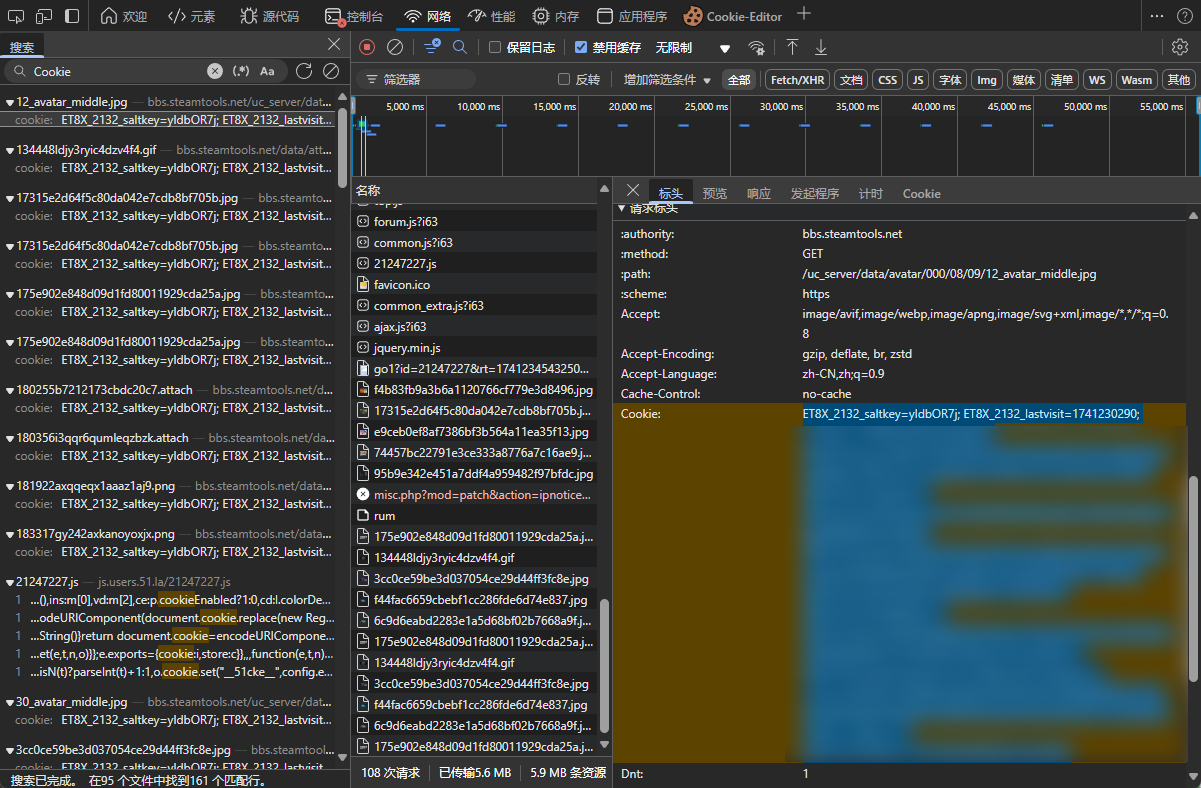 欢迎 元素 源代码 控制台 网络 性能 内存 应用程序 Cookie-Editor
搜索
Cookie (.*) Aa
12_avatar_middle.jpg — bbs.steamtools.net/uc_server/dat...
cookie: ET8X_2132_saltkey=yIdbOR7j; ET8X_2132_lastvisit...
134448ldjy3ryic4dzv4f4.gif — bbs.steamtools.net/data/att...
cookie: ET8X_2132_saltkey=yIdbOR7j; ET8X_2132_lastvisit...
17315e2d64f5c80da042e7cdb8bf705b.jpg — bbs.steamto...
cookie: ET8X_2132_saltkey=yIdbOR7j; ET8X_2132_lastvisit...
17315e2d64f5c80da042e7cdb8bf705b.jpg — bbs.steamto...
cookie: ET8X_2132_saltkey=yIdbOR7j; ET8X_2132_lastvisit...
175e902e848d09d1fd80011929cda25a.jpg — bbs.steamto...
cookie: ET8X_2132_saltkey=yIdbOR7j; ET8X_2132_lastvisit...
175e902e848d09d1fd80011929cda25a.jpg — bbs.steamto...
cookie: ET8X_2132_saltkey=yIdbOR7j; ET8X_2132_lastvisit...
180255b7212173cbdc20c7.attach — bbs.steamtools.net/d...
cookie: ET8X_2132_saltkey=yIdbOR7j; ET8X_2132_lastvisit...
180356i3qqr6qumleqzbzk.attach — bbs.steamtools.net/d...
cookie: ET8X_2132_saltkey=yIdbOR7j; ET8X_2132_lastvisit...
181922axqqeqx1aaaz1aj9.png — bbs.steamtools.net/data...
cookie: ET8X_2132_saltkey=yIdbOR7j; ET8X_2132_lastvisit...
183317gy242axkanoyoxjx.png — bbs.steamtools.net/data...
cookie: ET8X_2132_saltkey=yIdbOR7j; ET8X_2132_lastvisit...
21247227.js — js.users.51.la/21247227.js
1 ...(),ins:m[0],vd:m[2],ce:p.cookieEnabled?1:0,cd:l.colorDe...
1 ...odeURIComponent(document.cookie.replace(new Reg...
1 ...String()}return document.cookie=encodeURICompone...
1 ...et(e,t,n,o)}};e.exports={cookie:i,store:c}},,,function(e,t,n)...
1 ...isN(t)?parseInt(t)+1:1,o.cookie.set("__51cke__",config.e...
30_avatar_middle.jpg — bbs.steamtools.net/uc_server/dat...
cookie: ET8X_2132_saltkey=yIdbOR7j; ET8X_2132_lastvisit...
3cc0ce59be3d037054ce29d44ff3fc8e.jpg — bbs.steamto...
cookie: ET8X_2132_saltkey=yIdbOR7j; ET8X_2132_lastvisit...
搜索已完成。 在95 个文件中找到161 个匹配行。
保留日志 禁用缓存 无限制
筛选器 反转 增加筛选条件 全部 Fetch/XHR 文档 CSS JS 字体 Img 媒体 清单 WS Wasm 其他
5,000 ms 10,000 ms 15,000 ms 20,000 ms 25,000 ms 30,000 ms 35,000 ms 40,000 ms 45,000 ms 50,000 ms 55,000 ms
名称
top.js
forum.js?i63
common.js?i63
21247227.js
favicon.ico
common_extra.js?i63
ajax.js?i63
jquery.min.js
go1?id=21247227&rt=1741234543250...
f4b83fb9a3b6a1120766cf779e3d8496.jpg
17315e2d64f5c80da042e7cdb8bf705b.j...
e9ceb0ef8af7386bf3b564a11ea35f13.jpg
74457bc22791e3ce333a8776a7c16ae9.j...
95b9e342e451a7ddf4a959482f97bfdc.jpg
misc.php?mod=patch&action=ipnotice...
rum
175e902e848d09d1fd80011929cda25a.j...
134448ldjy3ryic4dzv4f4.gif
3cc0ce59be3d037054ce29d44ff3fc8e.jpg
f44fac6659cbebf1cc286fde6d74e837.jpg
6c9d6eabd2283e1a5d68bf02b7668a9f.j...
175e902e848d09d1fd80011929cda25a.j...
134448ldjy3ryic4dzv4f4.gif
3cc0ce59be3d037054ce29d44ff3fc8e.jpg
f44fac6659cbebf1cc286fde6d74e837.jpg
6c9d6eabd2283e1a5d68bf02b7668a9f.j...
175e902e848d09d1fd80011929cda25a.j...
108 次请求 已传输5.6 MB 5.9 MB 条资源
标头 预览 响应 发起程序 计时 Cookie
请求标头
:authority: bbs.steamtools.net
:method: GET
:path: /uc_server/data/avatar/000/08/09/12_avatar_middle.jpg
:scheme: https
Accept: image/avif,image/webp,image/apng,image/svg+xml,image/*,*/*;q=0.
8
Accept-Encoding: gzip, deflate, br, zstd
Accept-Language: zh-CN,zh;q=0.9
Cache-Control: no-cache
Cookie: ET8X_2132_saltkey=yIdbOR7j; ET8X_2132_lastvisit=1741230290;
Dnt: 1